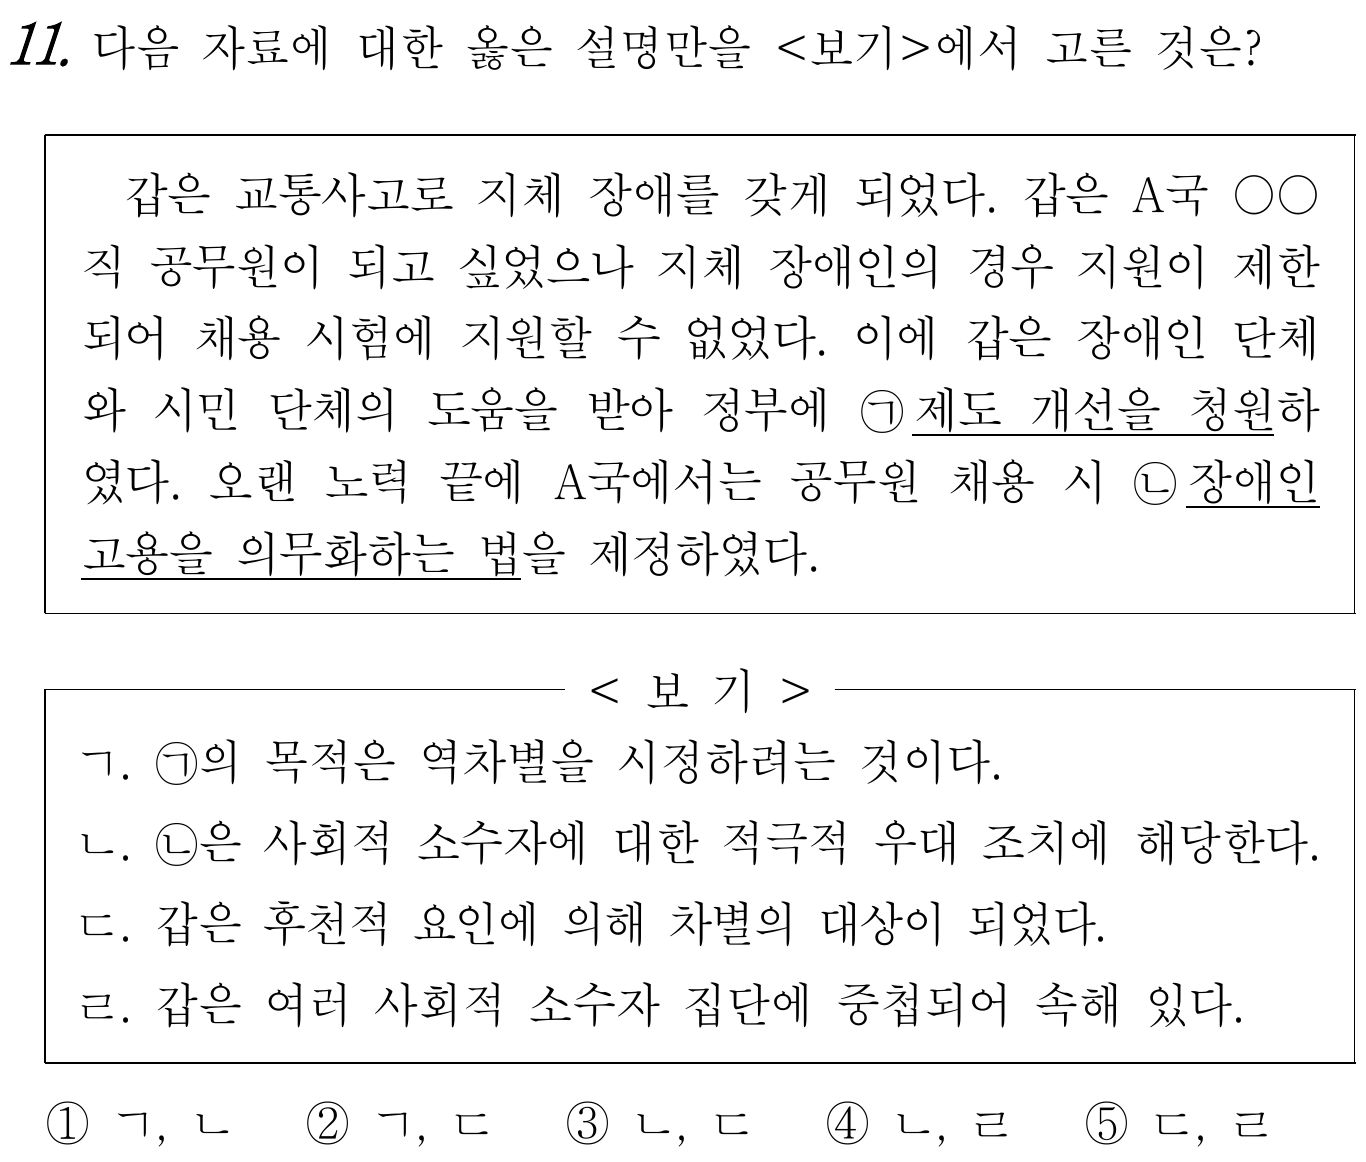 11. 다음 자료에 대한 옳은 설명만을 <보기>에서 고른 것은?
갑은 교통사고로 지체 장애를 갖게 되었다. 갑은 A국 ○○
직 공무원이 되고 싶었으나 지체 장애인의 경우 지원이 제한
되어 채용 시험에 지원할 수 없었다. 이에 갑은 장애인 단체
와 시민 단체의 도움을 받아 정부에 ㉠제도 개선을 청원하
였다. 오랜 노력 끝에 A국에서는 공무원 채용 시 ㉡장애인
고용을 의무화하는 법을 제정하였다.
< 보 기 >
ㄱ. ㉠의 목적은 역차별을 시정하려는 것이다.
ㄴ. ㉡은 사회적 소수자에 대한 적극적 우대 조치에 해당한다.
ㄷ. 갑은 후천적 요인에 의해 차별의 대상이 되었다.
ㄹ. 갑은 여러 사회적 소수자 집단에 중첩되어 속해 있다.
① ㄱ, ㄴ ② ㄱ, ㄷ ③ ㄴ, ㄷ ④ ㄴ, ㄹ ⑤ ㄷ, ㄹ